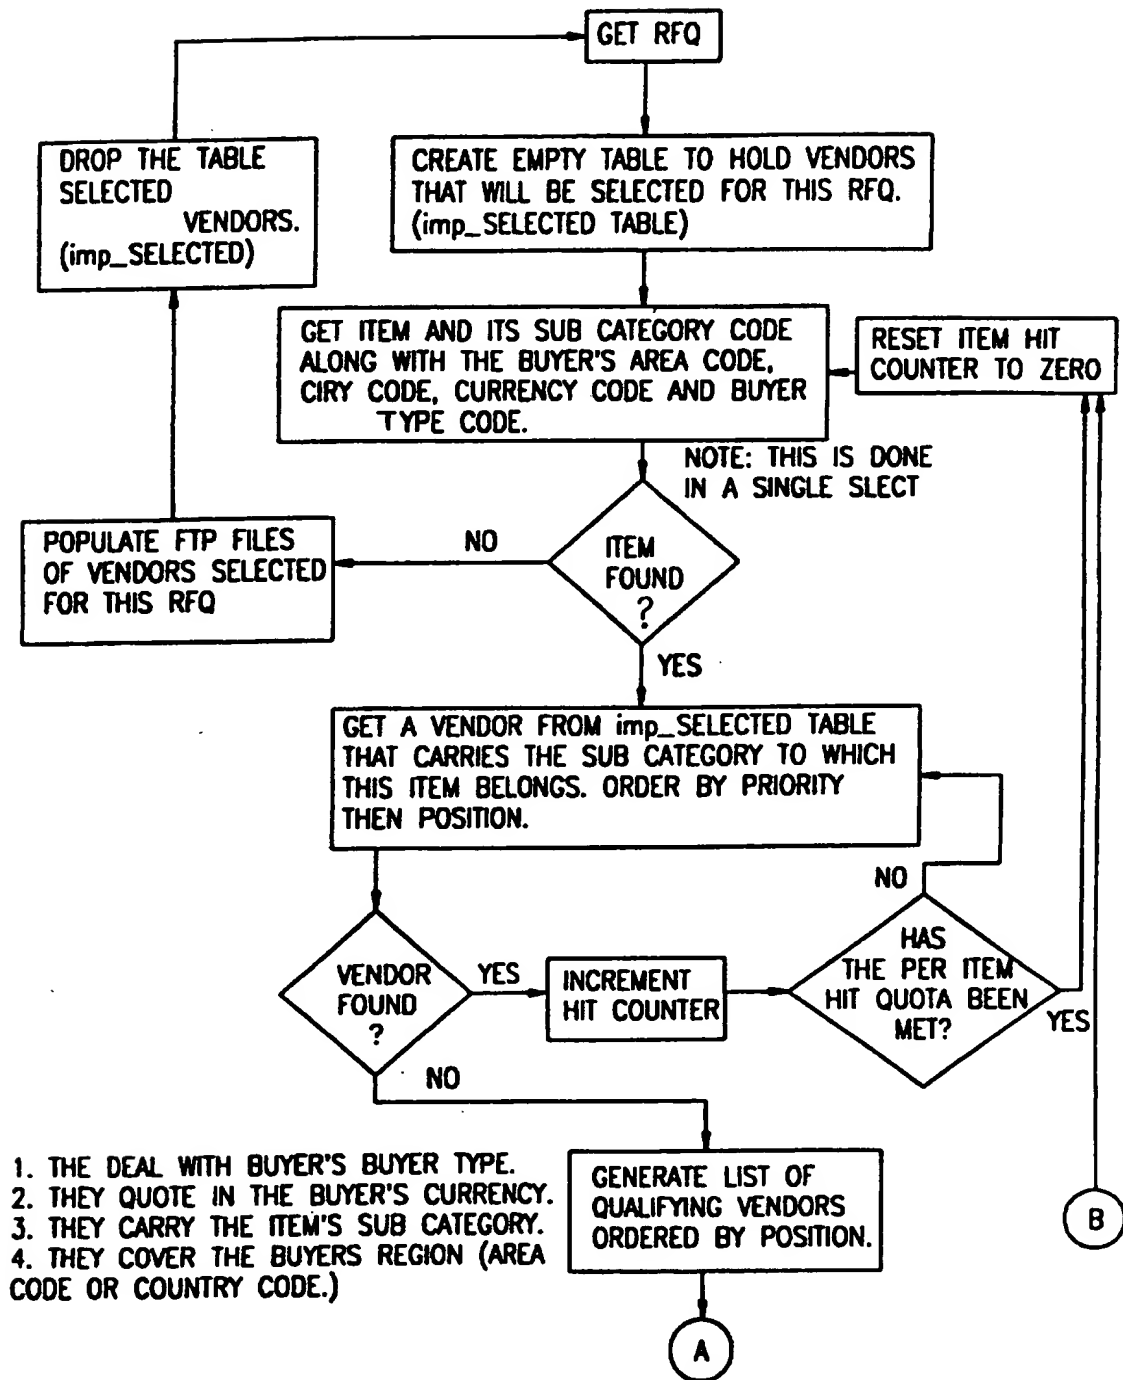 GET RFQ
DROP THE TABLE
SELECTED
VENDORS.
(imp_SELECTED)
CREATE EMPTY TABLE TO HOLD VENDORS
THAT WILL BE SELECTED FOR THIS RFQ.
(imp_SELECTED TABLE)
GET ITEM AND ITS SUB CATEGORY CODE
ALONG WITH THE BUYER'S AREA CODE,
CIRY CODE, CURRENCY CODE AND BUYER
TYPE CODE.
RESET ITEM HIT
COUNTER TO ZERO
NOTE: THIS IS DONE
IN A SINGLE SLECT
POPULATE FTP FILES
OF VENDORS SELECTED
FOR THIS RFQ
NO
ITEM
FOUND
?
YES
GET A VENDOR FROM imp_SELECTED TABLE
THAT CARRIES THE SUB CATEGORY TO WHICH
THIS ITEM BELONGS. ORDER BY PRIORITY
THEN POSITION.
NO
VENDOR
FOUND
?
YES
INCREMENT
HIT COUNTER
HAS
THE PER ITEM
HIT QUOTA BEEN
MET?
YES
NO
1. THE DEAL WITH BUYER'S BUYER TYPE.
2. THEY QUOTE IN THE BUYER'S CURRENCY.
3. THEY CARRY THE ITEM'S SUB CATEGORY.
4. THEY COVER THE BUYERS REGION (AREA
CODE OR COUNTRY CODE.)
GENERATE LIST OF
QUALIFYING VENDORS
ORDERED BY POSITION.
B
A